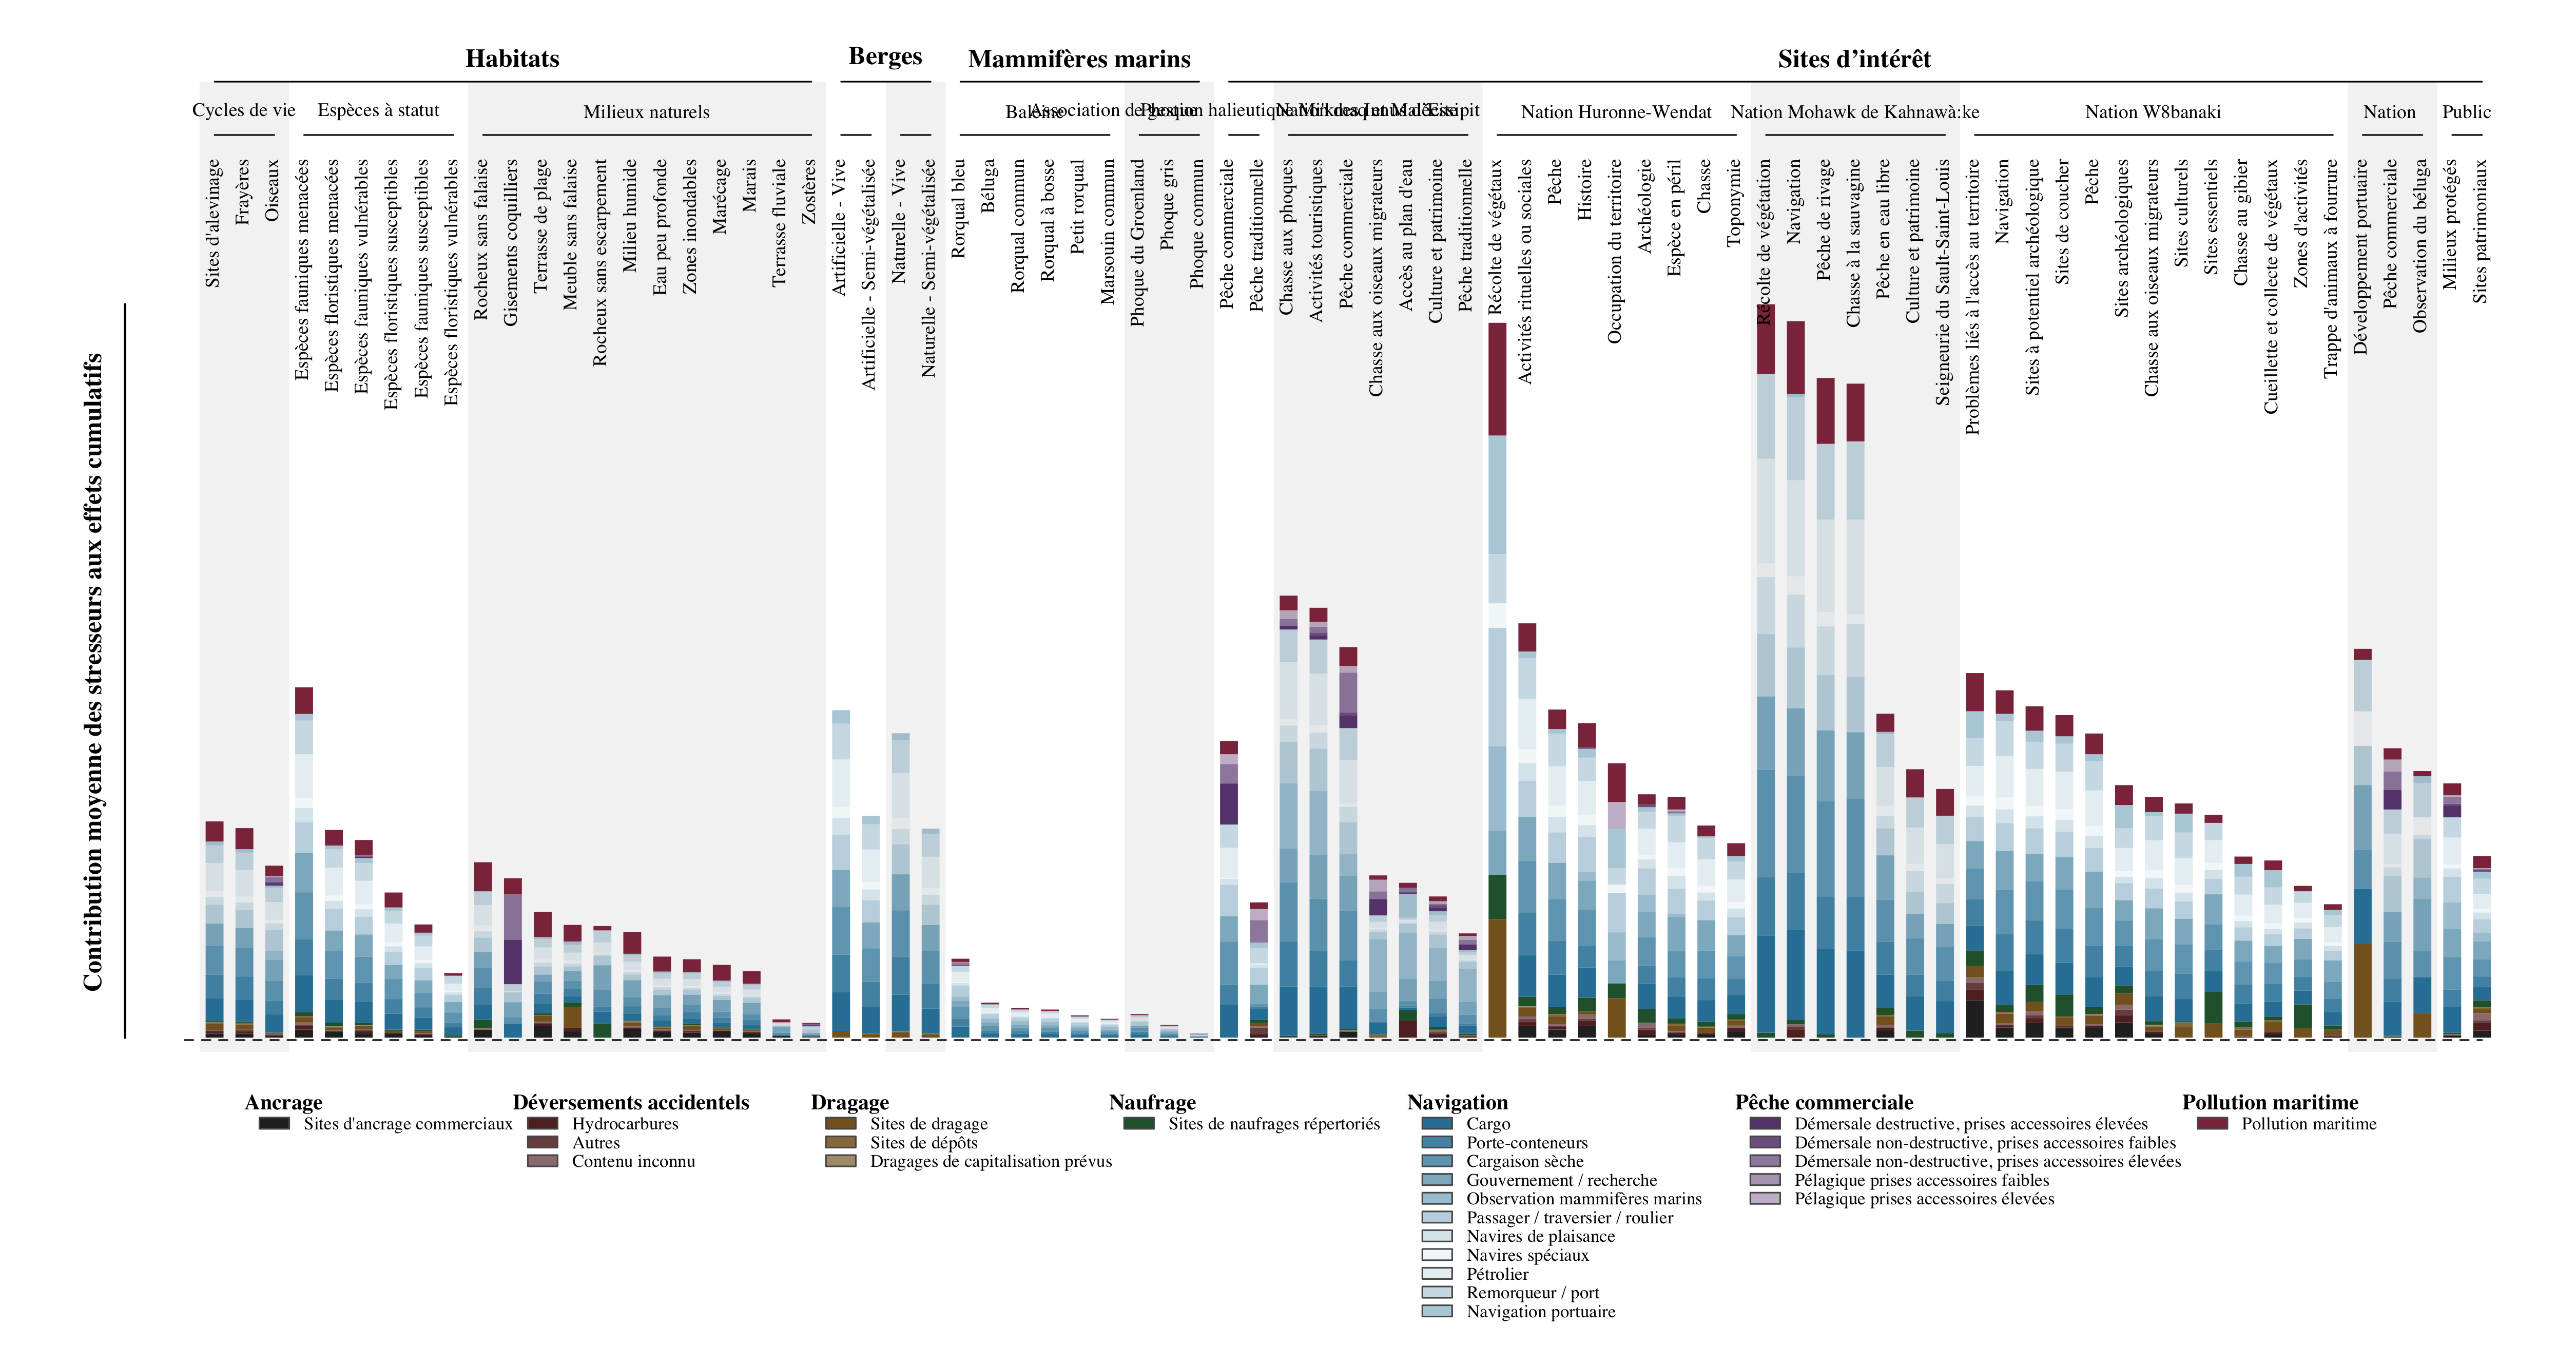 Habitats
Berges
Mammifères marins
Sites d’intérêt
Cycles de vie
Espèces à statut
Milieux naturels
Nation Huronne-Wendat
Nation Mohawk de Kahnawà:ke
Nation W8banaki
Nation
Public
Sites d'alevinage
Frayères
Oiseaux
Espèces fauniques menacées
Espèces floristiques menacées
Espèces fauniques vulnérables
Espèces floristiques susceptibles
Espèces fauniques susceptibles
Espèces floristiques vulnérables
Rocheux sans falaise
Gisements coquilliers
Terrasse de plage
Meuble sans falaise
Rocheux sans escarpement
Milieu humide
Eau peu profonde
Zones inondables
Marécage
Marais
Terrasse fluviale
Zostères
Artificielle - Vive
Artificielle - Semi-végétalisée
Naturelle - Vive
Naturelle - Semi-végétalisée
Rorqual bleu
Béluga
Rorqual commun
Rorqual à bosse
Petit rorqual
Marsouin commun
Phoque du Groenland
Phoque gris
Phoque commun
Pêche commerciale
Pêche traditionnelle
Chasse aux phoques
Activités touristiques
Pêche commerciale
Chasse aux oiseaux migrateurs
Accès au plan d'eau
Culture et patrimoine
Pêche traditionnelle
Récolte de végétaux
Activités rituelles ou sociales
Pêche
Histoire
Occupation du territoire
Archéologie
Espèce en péril
Chasse
Toponymie
Récolte de végétation
Navigation
Pêche de rivage
Chasse à la sauvagine
Pêche en eau libre
Culture et patrimoine
Seigneurie du Sault-Saint-Louis
Problèmes liés à l'accès au territoire
Navigation
Sites à potentiel archéologique
Sites de coucher
Pêche
Sites archéologiques
Chasse aux oiseaux migrateurs
Sites culturels
Sites essentiels
Chasse au gibier
Cueillette et collecte de végétaux
Zones d'activités
Trappe d'animaux à fourrure
Développement portuaire
Pêche commerciale
Observation du béluga
Milieux protégés
Sites patrimoniaux
Contribution moyenne des stresseurs aux effets cumulatifs
Ancrage
Sites d'ancrage commerciaux
Déversements accidentels
Hydrocarbures
Autres
Contenu inconnu
Dragage
Sites de dragage
Sites de dépôts
Dragages de capitalisation prévus
Naufrage
Sites de naufrages répertoriés
Navigation
Cargo
Porte-conteneurs
Cargaison sèche
Gouvernement / recherche
Observation mammifères marins
Passager / traversier / roulier
Navires de plaisance
Navires spéciaux
Pétrolier
Remorqueur / port
Navigation portuaire
Pêche commerciale
Démersale destructive, prises accessoires élevées
Démersale non-destructive, prises accessoires faibles
Démersale non-destructive, prises accessoires élevées
Pélagique prises accessoires faibles
Pélagique prises accessoires élevées
Pollution maritime
Pollution maritime